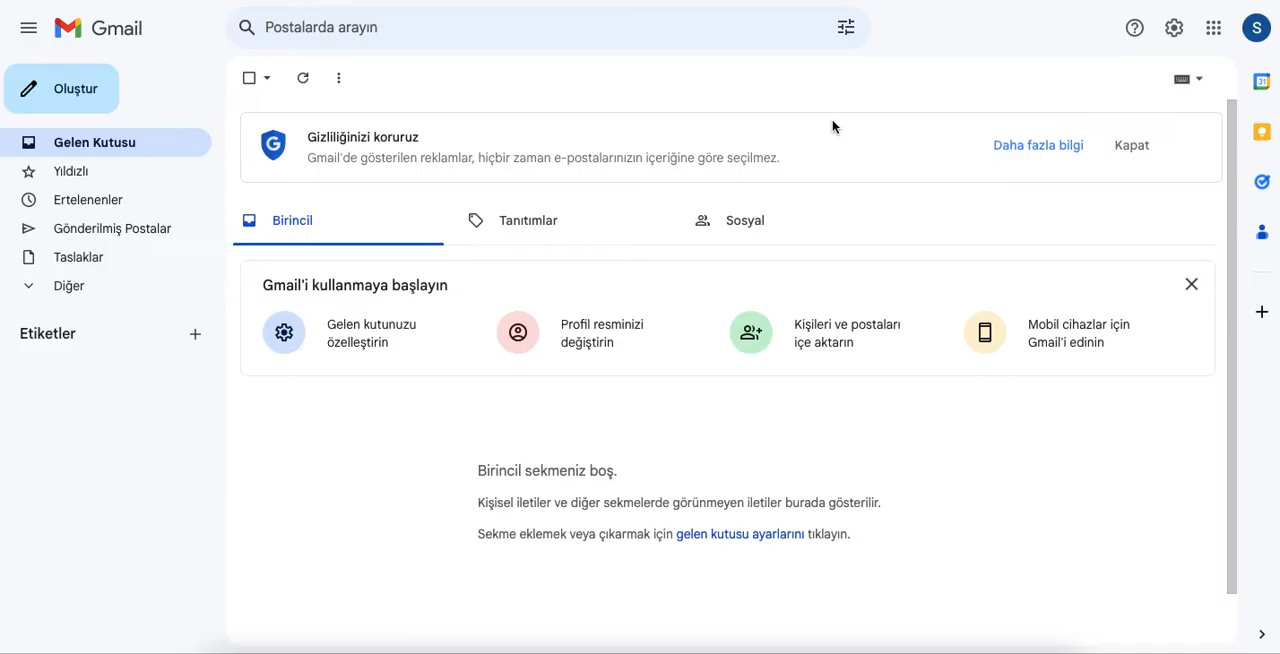 Gmail
Postalarda arayın
S
Oluştur
Gelen Kutusu
Yıldızlı
Ertelenenler
Gönderilmiş Postalar
Taslaklar
Diğer
Etiketler
Gizliliğinizi koruruz
Gmail'de gösterilen reklamlar, hiçbir zaman e-postalarınızın içeriğine göre seçilmez.
Daha fazla bilgi
Kapat
Birincil
Tanıtımlar
Sosyal
Gmail'i kullanmaya başlayın
Gelen kutunuzu
özelleştirin
Profil resminizi
değiştirin
Kişileri ve postaları
içe aktarın
Mobil cihazlar için
Gmail'i edinin
Birincil sekmeniz boş.
Kişisel iletiler ve diğer sekmelerde görünmeyen iletiler burada gösterilir.
Sekme eklemek veya çıkarmak için gelen kutusu ayarlarını tıklayın.
31